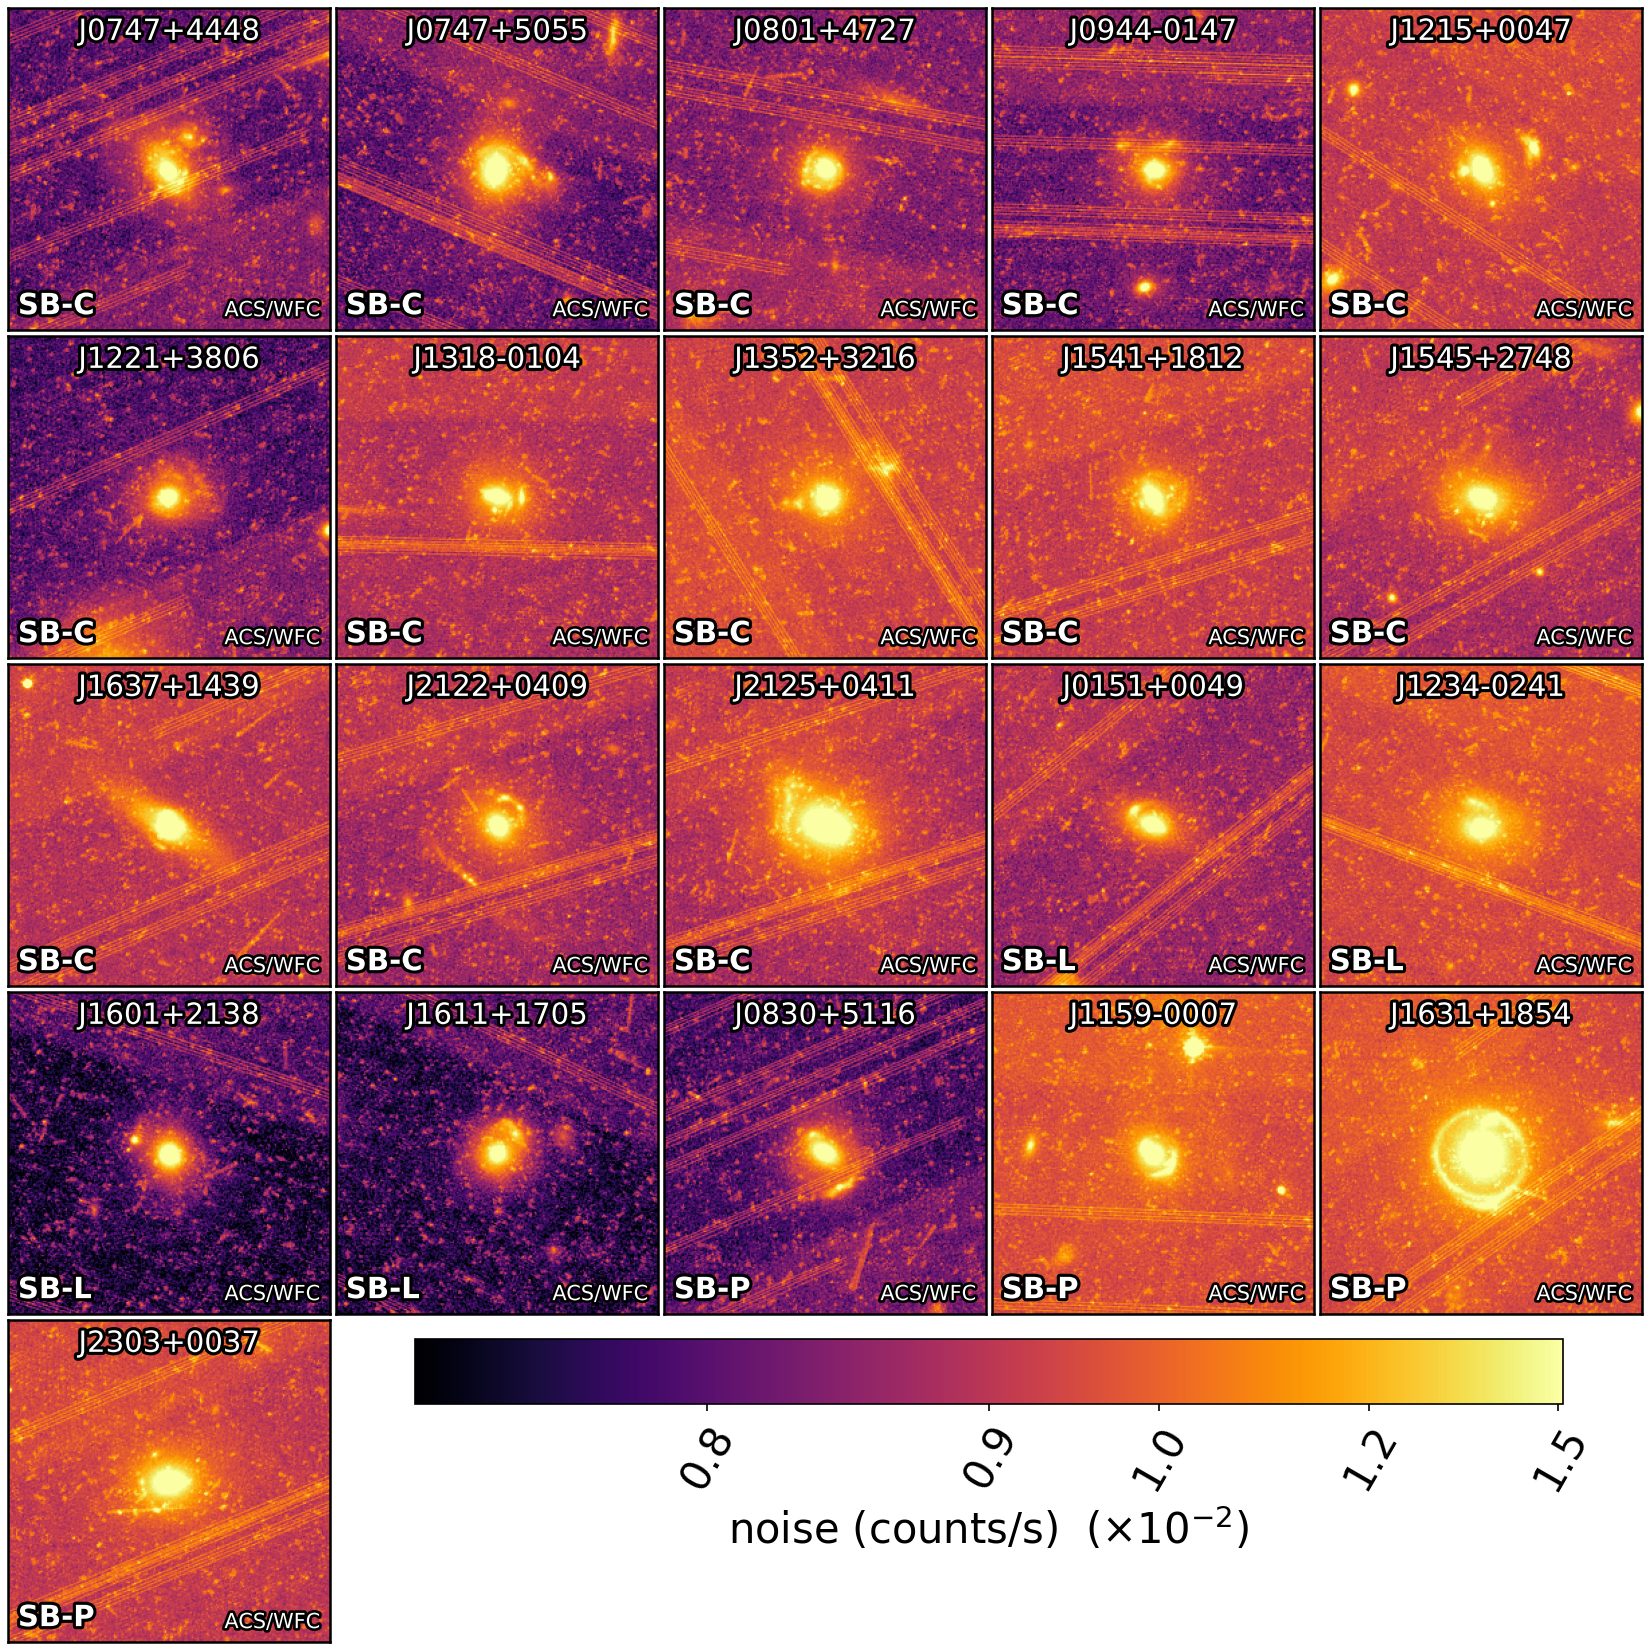 J0747+4448
SB-C
ACS/WFC
J0747+5055
SB-C
ACS/WFC
J0801+4727
SB-C
ACS/WFC
J0944-0147
SB-C
ACS/WFC
J1215+0047
SB-C
ACS/WFC
J1221+3806
SB-C
ACS/WFC
J1318-0104
SB-C
ACS/WFC
J1352+3216
SB-C
ACS/WFC
J1541+1812
SB-C
ACS/WFC
J1545+2748
SB-C
ACS/WFC
J1637+1439
SB-C
ACS/WFC
J2122+0409
SB-C
ACS/WFC
J2125+0411
SB-C
ACS/WFC
J0151+0049
SB-L
ACS/WFC
J1234-0241
SB-L
ACS/WFC
J1601+2138
SB-L
ACS/WFC
J1611+1705
SB-L
ACS/WFC
J0830+5116
SB-P
ACS/WFC
J1159-0007
SB-P
ACS/WFC
J1631+1854
SB-P
ACS/WFC
J2303+0037
SB-P
ACS/WFC
0.8 0.9 1.0 1.2 1.5
noise (counts/s) (×10⁻²)